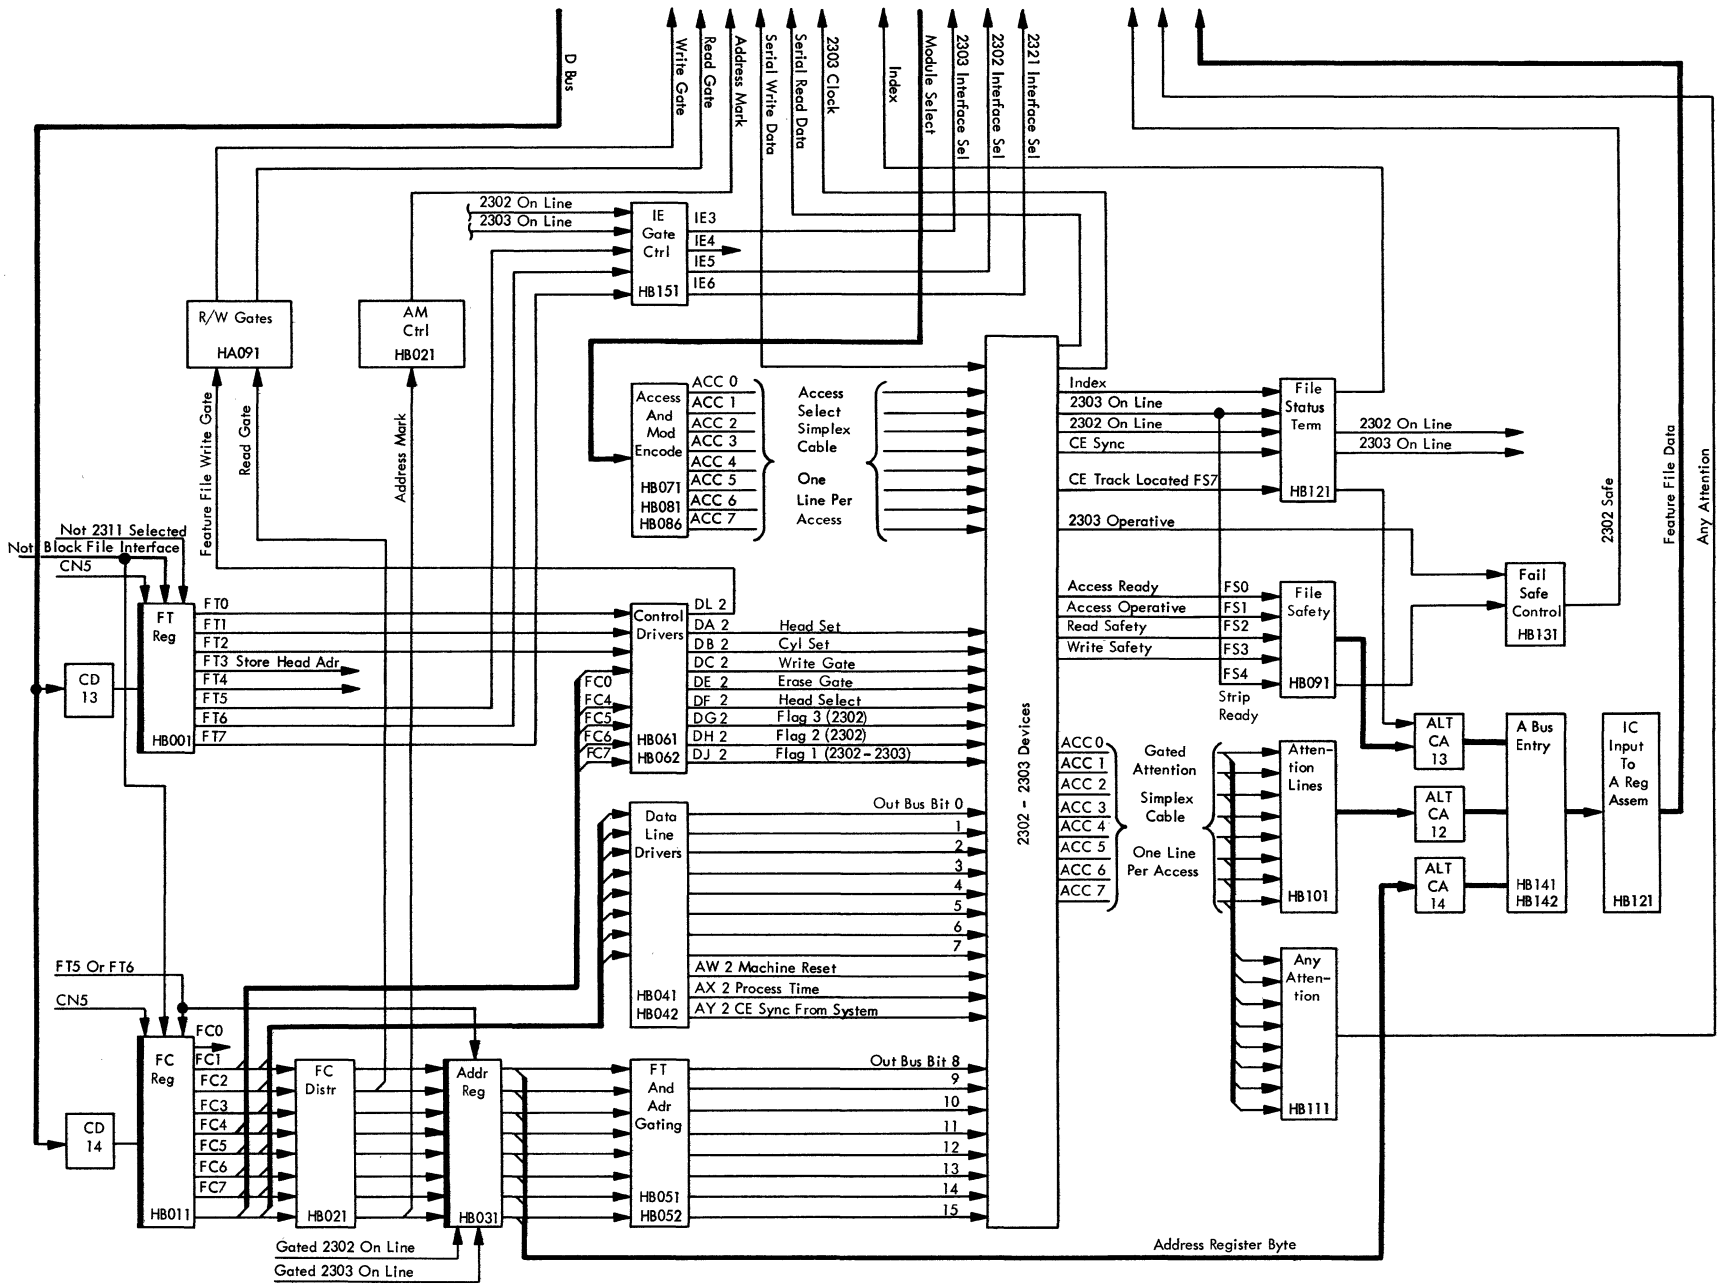 D Bus
Write Gate
Read Gate
Address Mark
Serial Write Data
Serial Read Data
2303 Clock
Index
Module Select
2303 Interface Sel
2302 Interface Sel
2321 Interface Sel
2302 On Line
2303 On Line
IE
Gate
Ctrl
HB151
IE3
IE4
IE5
IE6
R/W Gates
HA091
AM
Ctrl
HB021
Feature File Write Gate
Read Gate
Address Mark
Access
And
Mod
Encode
HB071
HB081
HB086
ACC 0
ACC 1
ACC 2
ACC 3
ACC 4
ACC 5
ACC 6
ACC 7
Access
Select
Simplex
Cable
One
Line Per
Access
2302 - 2303 Devices
Index
2303 On Line
2302 On Line
CE Sync
CE Track Located FS7
File
Status
Term
HB121
2302 On Line
2303 On Line
2303 Operative
2302 Safe
Feature File Data
Any Attention
Not 2311 Selected
Not Block File Interface
CN5
FT
Reg
HB001
CD
13
FT0
FT1
FT2
FT3 Store Head Adr
FT4
FT5
FT6
FT7
Control
Drivers
HB061
HB062
FC0
FC4
FC5
FC6
FC7
DL 2
DA 2 Head Set
DB 2 Cyl Set
DC 2 Write Gate
DE 2 Erase Gate
DF 2 Head Select
DG 2 Flag 3 (2302)
DH 2 Flag 2 (2302)
DJ 2 Flag 1 (2302 - 2303)
Access Ready FS0
Access Operative FS1
Read Safety FS2
Write Safety FS3
FS4
Strip
Ready
File
Safety
HB091
Fail
Safe
Control
HB131
ACC 0
ACC 1
ACC 2
ACC 3
ACC 4
ACC 5
ACC 6
ACC 7
Gated
Attention
Simplex
Cable
One Line
Per Access
Atten-
tion
Lines
HB101
ALT
CA
13
ALT
CA
12
ALT
CA
14
A Bus
Entry
HB141
HB142
IC
Input
To
A Reg
Assem
HB121
Any
Atten-
tion
HB111
Data
Line
Drivers
HB041
HB042
Out Bus Bit 0
1
2
3
4
5
6
7
AW 2 Machine Reset
AX 2 Process Time
AY 2 CE Sync From System
FT5 Or FT6
CN5
FC
Reg
HB011
CD
14
FC0
FC1
FC2
FC3
FC4
FC5
FC6
FC7
FC
Distr
HB021
Addr
Reg
HB031
FT
And
Adr
Gating
HB051
HB052
Out Bus Bit 8
9
10
11
12
13
14
15
Gated 2302 On Line
Gated 2303 On Line
Address Register Byte